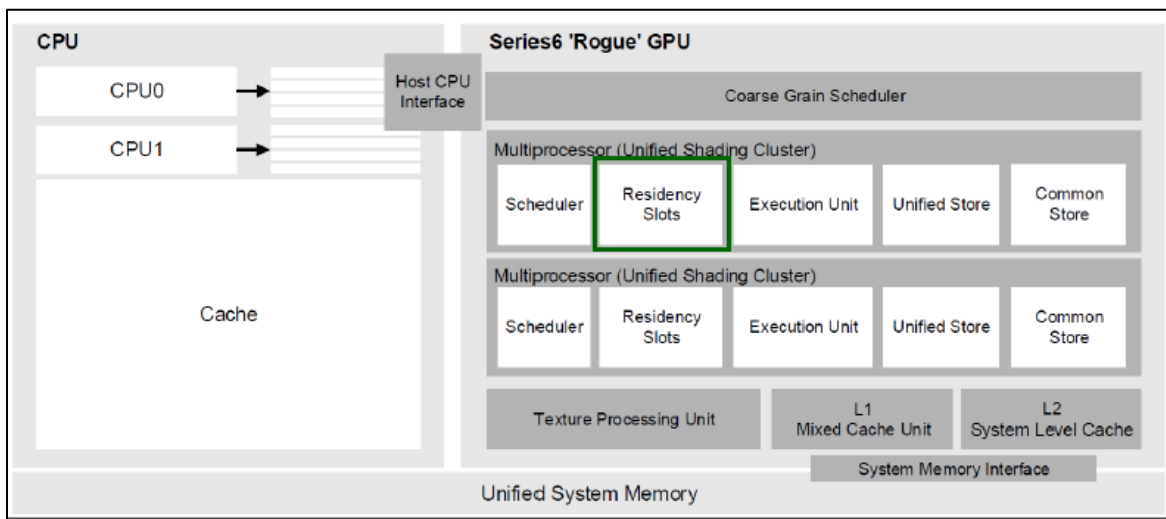 CPU
CPU0
CPU1
Cache
Host CPU
Interface
Series6 'Rogue' GPU
Coarse Grain Scheduler
Multiprocessor (Unified Shading Cluster)
Scheduler
Residency
Slots
Execution Unit
Unified Store
Common
Store
Multiprocessor (Unified Shading Cluster)
Scheduler
Residency
Slots
Execution Unit
Unified Store
Common
Store
Texture Processing Unit
L1
Mixed Cache Unit
L2
System Level Cache
System Memory Interface
Unified System Memory